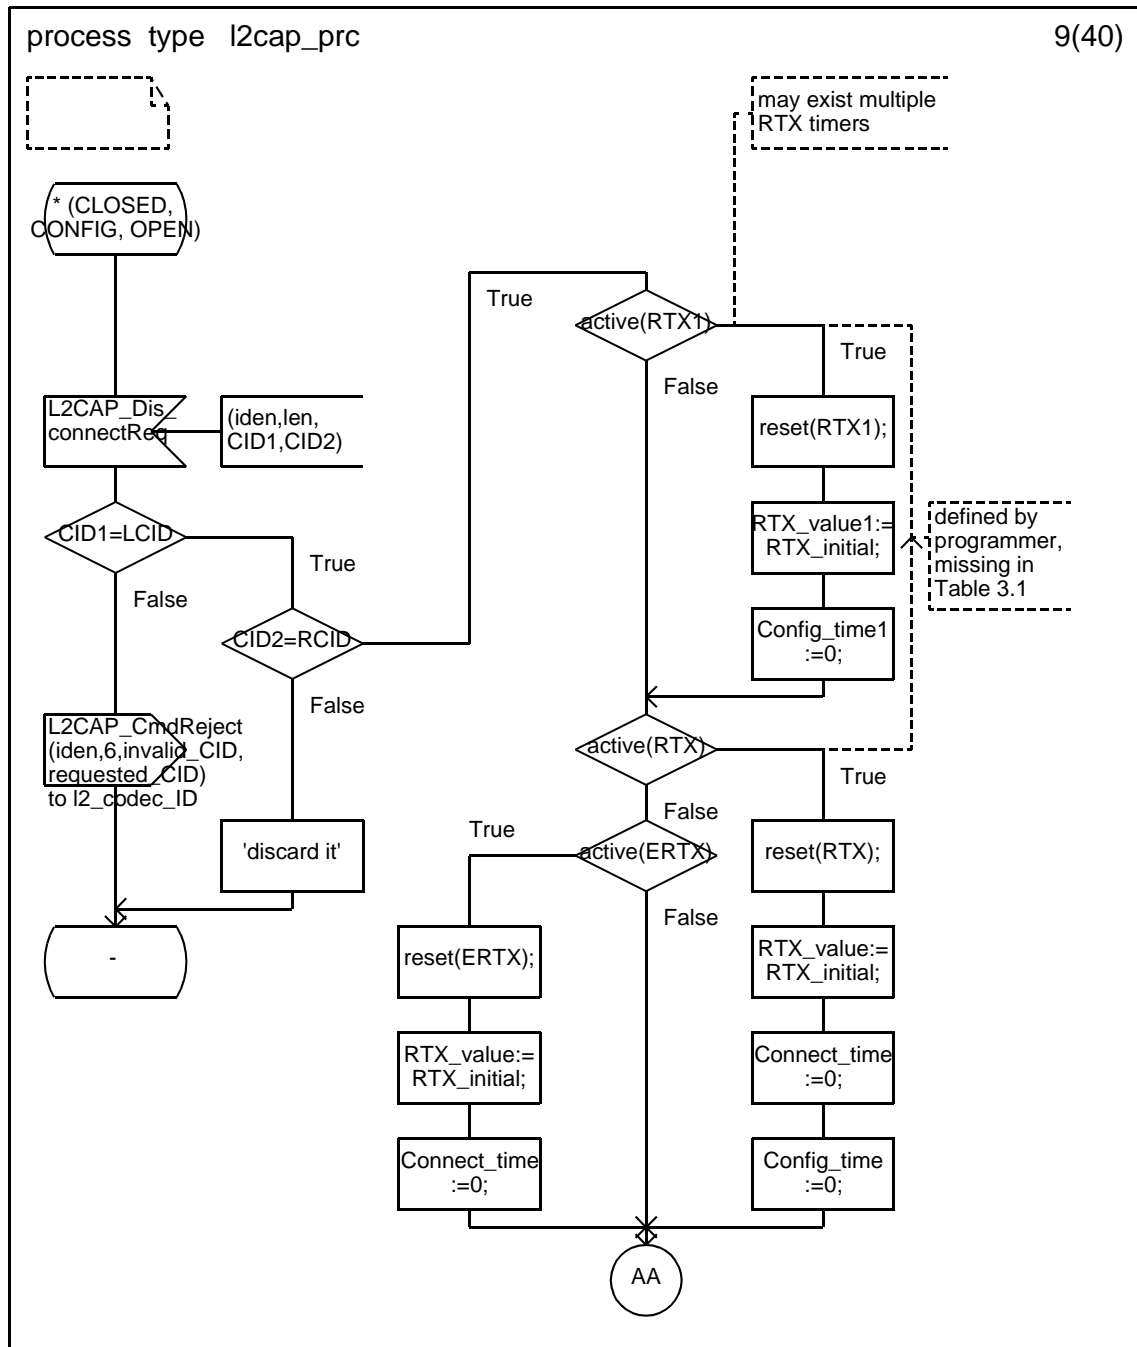 process type l2cap_prc
9(40)
may exist multiple
RTX timers
* (CLOSED,
CONFIG, OPEN)
True
active(RTX1)
True
False
L2CAP_Dis_
connectReq
(iden,len,
CID1,CID2)
reset(RTX1);
CID1=LCID
True
False
RTX_value1:=
RTX_initial;
defined by
programmer,
missing in
Table 3.1
CID2=RCID
False
Config_time1
:=0;
L2CAP_CmdReject
(iden,6,invalid_CID,
requested_CID)
to l2_codec_ID
active(RTX)
True
False
'discard it'
True
active(ERTX)
False
reset(RTX);
-
reset(ERTX);
RTX_value:=
RTX_initial;
RTX_value:=
RTX_initial;
Connect_time
:=0;
Connect_time
:=0;
Config_time
:=0;
AA